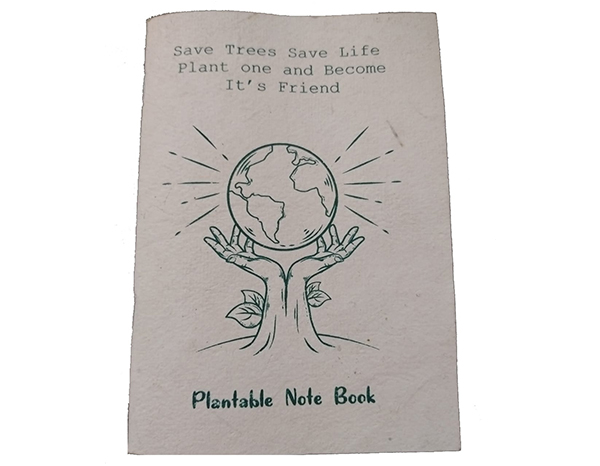 Save Trees Save Life
Plant one and Become
It's Friend
Plantable Note Book